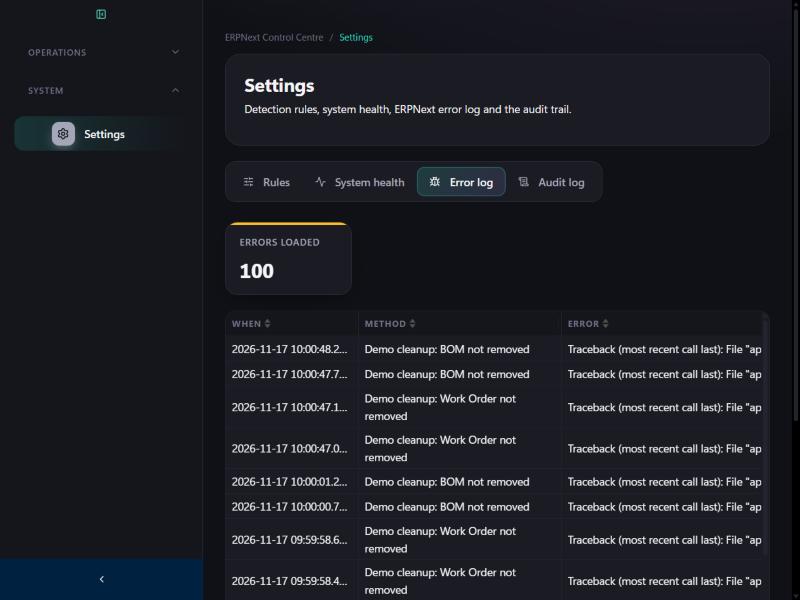 OPERATIONS
SYSTEM
Settings
ERPNext Control Centre / Settings
Settings
Detection rules, system health, ERPNext error log and the audit trail.
Rules
System health
Error log
Audit log
ERRORS LOADED
100
WHEN METHOD ERROR
2026-11-17 10:00:48.2... Demo cleanup: BOM not removed Traceback (most recent call last): File "ap
2026-11-17 10:00:47.7... Demo cleanup: BOM not removed Traceback (most recent call last): File "ap
2026-11-17 10:00:47.1... Demo cleanup: Work Order not removed Traceback (most recent call last): File "ap
2026-11-17 10:00:47.0... Demo cleanup: Work Order not removed Traceback (most recent call last): File "ap
2026-11-17 10:00:01.2... Demo cleanup: BOM not removed Traceback (most recent call last): File "ap
2026-11-17 10:00:00.7... Demo cleanup: BOM not removed Traceback (most recent call last): File "ap
2026-11-17 09:59:58.6... Demo cleanup: Work Order not removed Traceback (most recent call last): File "ap
2026-11-17 09:59:58.4... Demo cleanup: Work Order not removed Traceback (most recent call last): File "ap